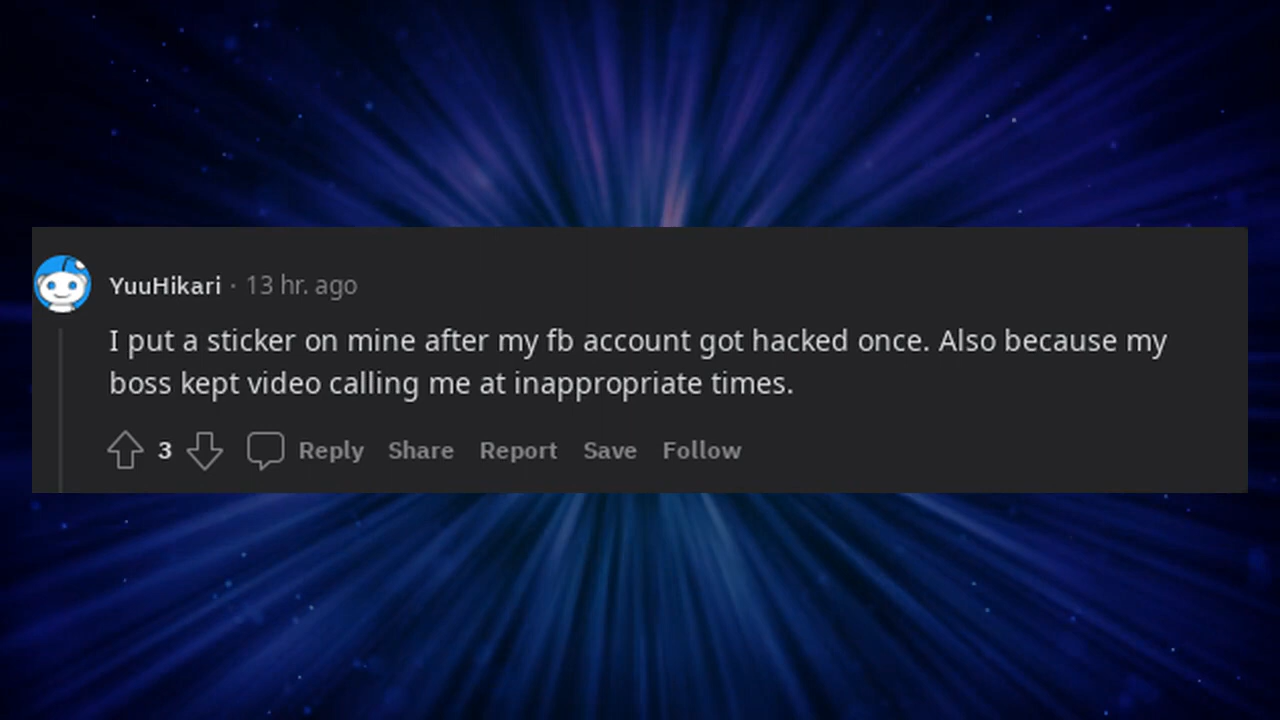 YuuHikari · 13 hr. ago
I put a sticker on mine after my fb account got hacked once. Also because my
boss kept video calling me at inappropriate times.
3 Reply Share Report Save Follow